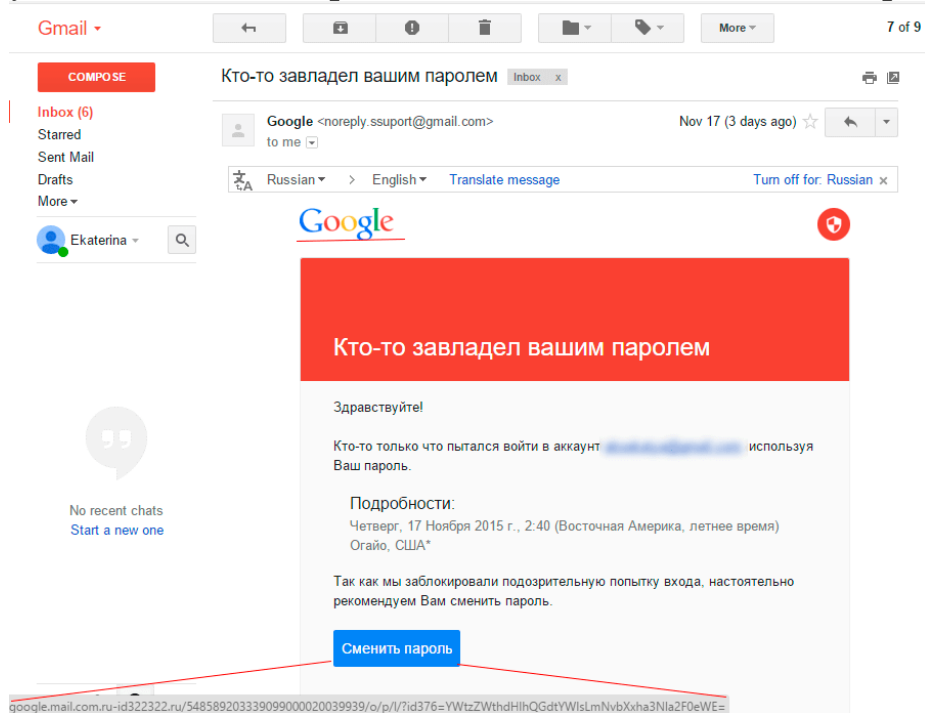 Gmail
More
7 of 9
COMPOSE
Кто-то завладел вашим паролем
Inbox x
Inbox (6)
Starred
Sent Mail
Drafts
More
Google <noreply.ssuport@gmail.com>
to me
Nov 17 (3 days ago)
Russian > English Translate message
Turn off for: Russian x
Ekaterina
Google
Кто-то завладел вашим паролем
Здравствуйте!
Кто-то только что пытался войти в аккаунт используя
Ваш пароль.
Подробности:
Четверг, 17 Ноября 2015 г., 2:40 (Восточная Америка, летнее время)
Огайо, США*
Так как мы заблокировали подозрительную попытку входа, настоятельно
рекомендуем Вам сменить пароль.
Сменить пароль
No recent chats
Start a new one
google.mail.com.ru-id322322.ru/548589203339099000020039939/o/p/l/?id376=YWtzZWthdHlhQGdtYWlsLmNvbXxha3Nla2F0eWE=